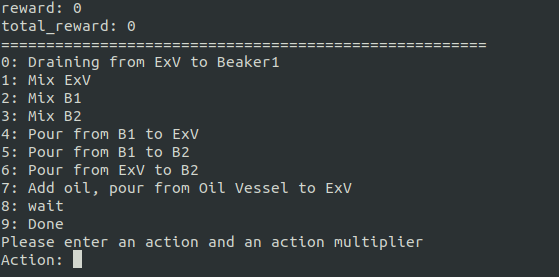 reward: 0
total_reward: 0
======================================================
0: Draining from ExV to Beaker1
1: Mix ExV
2: Mix B1
3: Mix B2
4: Pour from B1 to ExV
5: Pour from B1 to B2
6: Pour from ExV to B2
7: Add oil, pour from Oil Vessel to ExV
8: wait
9: Done
Please enter an action and an action multiplier
Action: